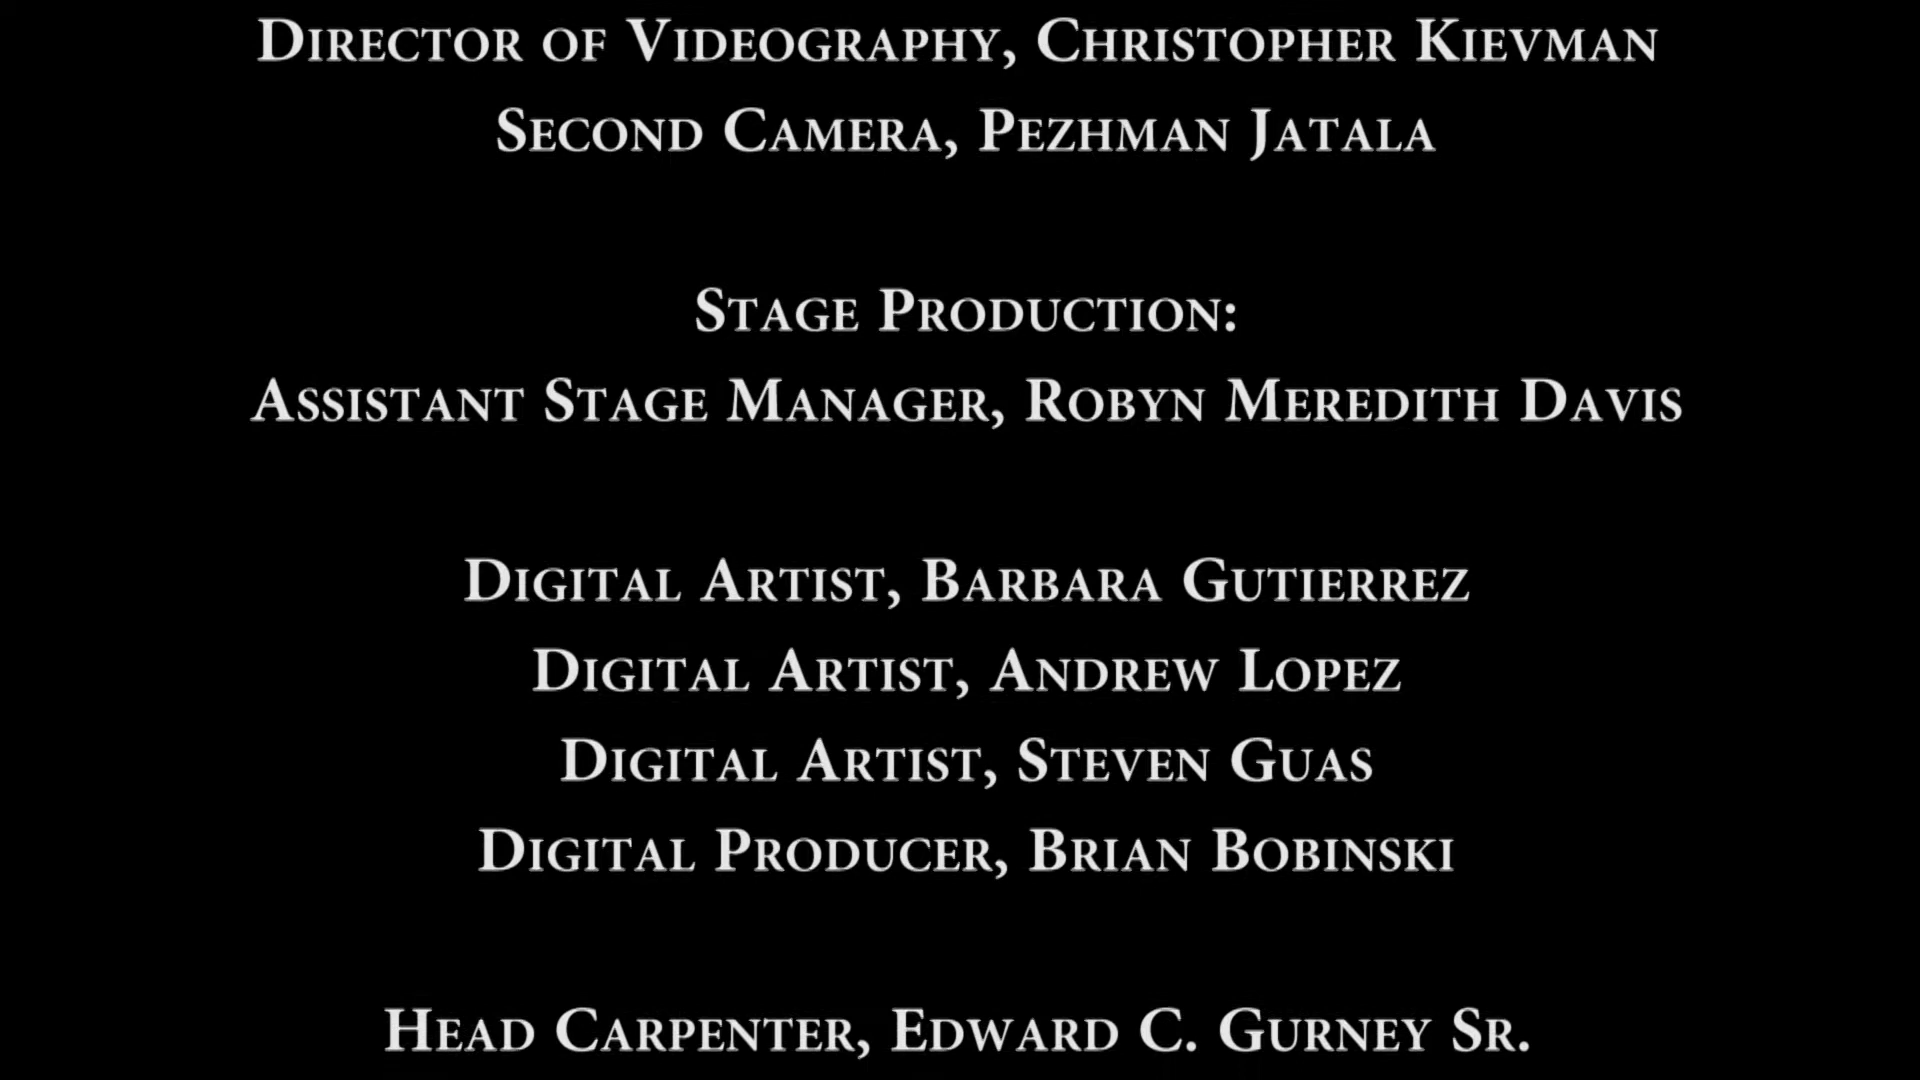 Director of Videography, Christopher Kievman
Second Camera, Pezhman Jatala
Stage Production:
Assistant Stage Manager, Robyn Meredith Davis
Digital Artist, Barbara Gutierrez
Digital Artist, Andrew Lopez
Digital Artist, Steven Guas
Digital Producer, Brian Bobinski
Head Carpenter, Edward C. Gurney Sr.